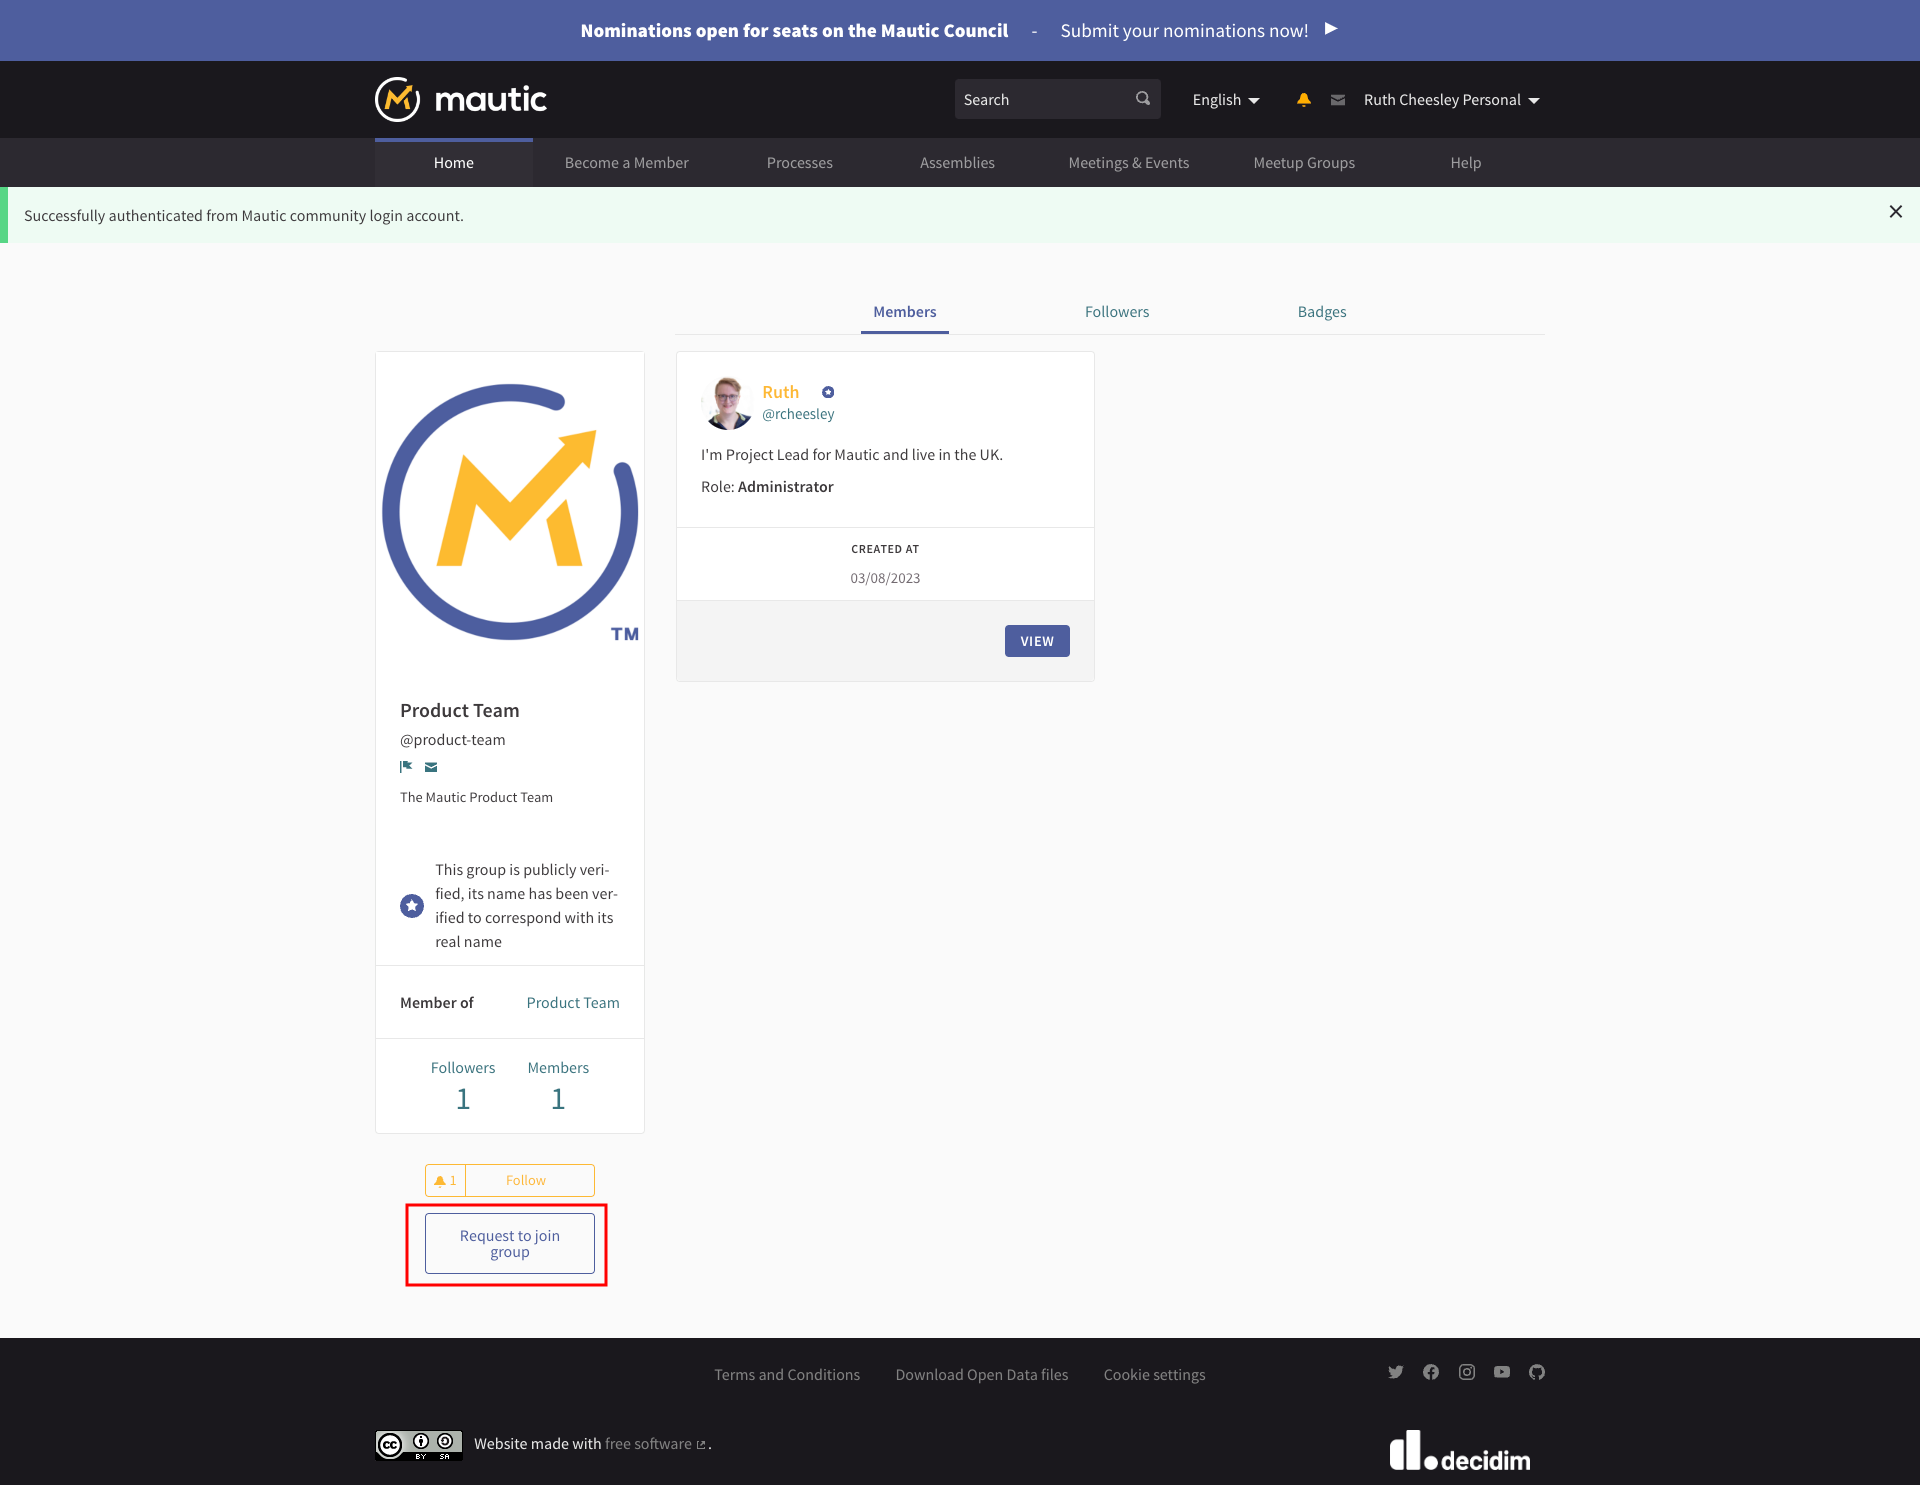 Nominations open for seats on the Mautic Council - Submit your nominations now!
mautic
Search
English
Ruth Cheesley Personal
Home
Become a Member
Processes
Assemblies
Meetings & Events
Meetup Groups
Help
Successfully authenticated from Mautic community login account.
Members
Followers
Badges
TM
Product Team
@product-team
The Mautic Product Team
This group is publicly veri-
fied, its name has been ver-
ified to correspond with its
real name
Member of
Product Team
Followers
Members
1
1
1
Follow
Request to join
group
Ruth
@rcheesley
I'm Project Lead for Mautic and live in the UK.
Role: Administrator
CREATED AT
03/08/2023
VIEW
Terms and Conditions
Download Open Data files
Cookie settings
cc
BY SA
Website made with free software .
decidim